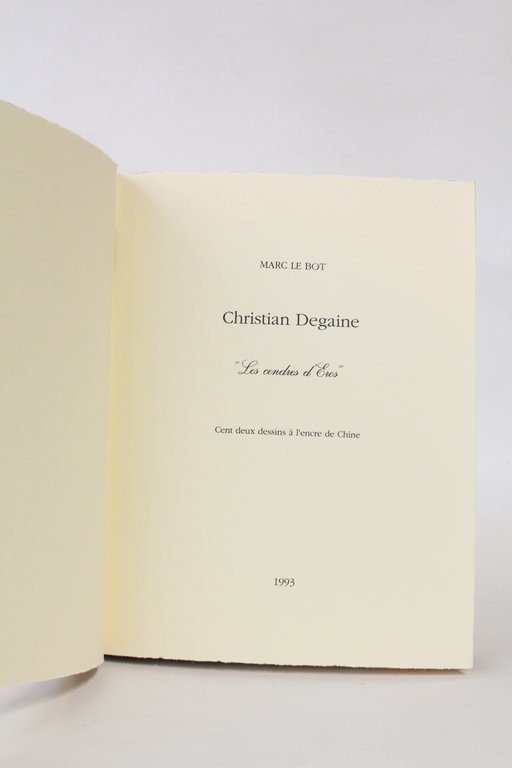 MARC LE BOT
Christian Degaine
"Les cendres d'Eros"
Cent deux dessins à l'encre de Chine
1993